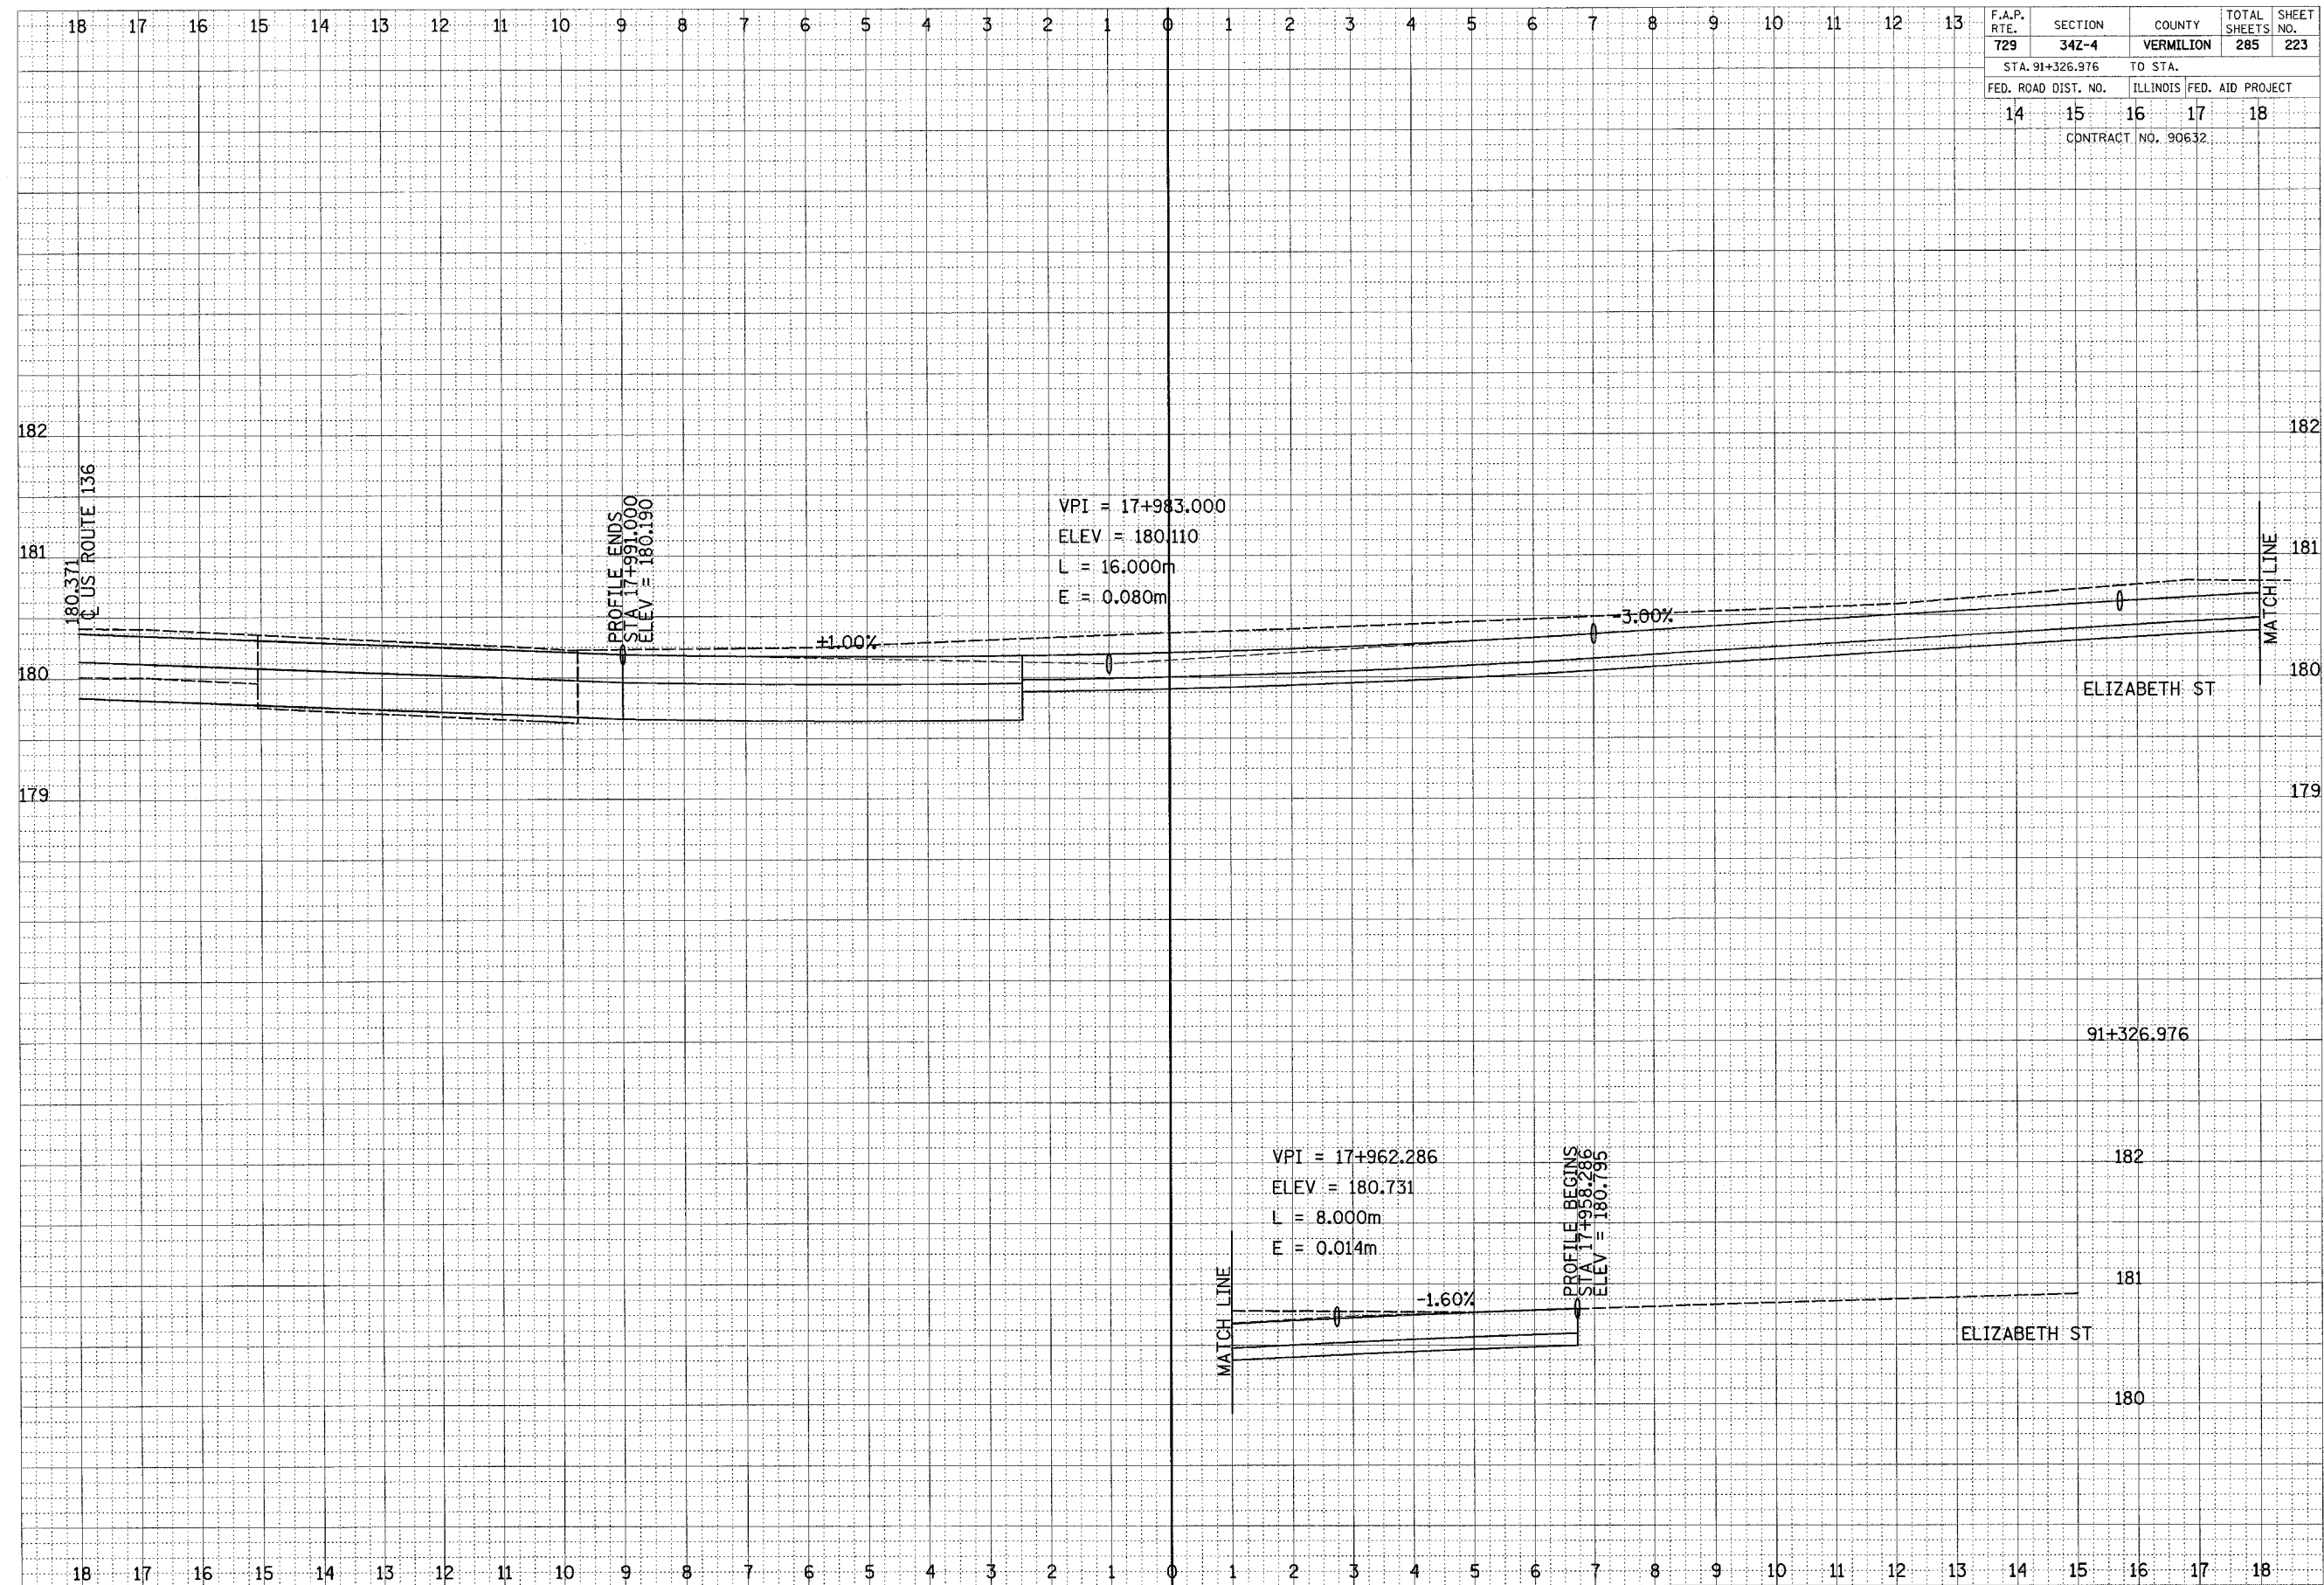 18 17 16 15 14 13 12 11 10 9 8 7 6 5 4 3 2 1 0 1 2 3 4 5 6 7 8 9 10 11 12 13
F.A.P. RTE. SECTION COUNTY TOTAL SHEETS SHEET NO.
729 34Z-4 VERMILION 285 223
STA. 91+326.976 TO STA.
FED. ROAD DIST. NO. ILLINOIS FED. AID PROJECT
14 15 16 17 18
CONTRACT NO. 90632
182 182
181 181
180 180
179 179
180.371
℄ US ROUTE 136
PROFILE ENDS
STA 17+991.000
ELEV = 180.190
VPI = 17+983.000
ELEV = 180.110
L = 16.000m
E = 0.080m
+1.00%
-3.00%
MATCH LINE
ELIZABETH ST
91+326.976
VPI = 17+962.286
ELEV = 180.731
L = 8.000m
E = 0.014m
PROFILE BEGINS
STA 17+958.286
ELEV = 180.795
182
181
180
-1.60%
MATCH LINE
ELIZABETH ST
18 17 16 15 14 13 12 11 10 9 8 7 6 5 4 3 2 1 0 1 2 3 4 5 6 7 8 9 10 11 12 13 14 15 16 17 18